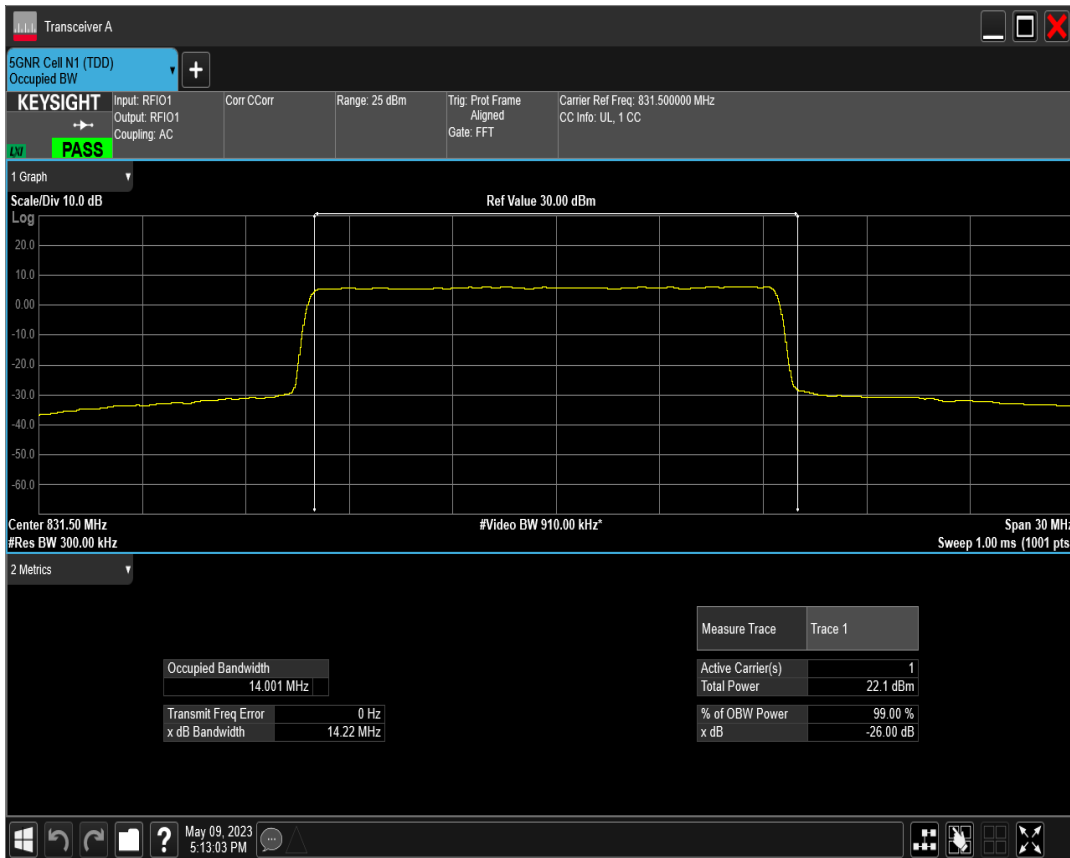 Transceiver A
5GNR Cell N1 (TDD)
Occupied BW
+
KEYSIGHT
LXI
PASS
Input: RFIO1
Output: RFIO1
Coupling: AC
Corr CCorr
Range: 25 dBm
Trig: Prot Frame
Aligned
Gate: FFT
Carrier Ref Freq: 831.500000 MHz
CC Info: UL, 1 CC
1 Graph
Scale/Div 10.0 dB
Ref Value 30.00 dBm
Log
20.0
10.0
0.00
-10.0
-20.0
-30.0
-40.0
-50.0
-60.0
Center 831.50 MHz
#Video BW 910.00 kHz*
Span 30 MHz
#Res BW 300.00 kHz
Sweep 1.00 ms (1001 pts
2 Metrics
Measure Trace Trace 1
Occupied Bandwidth
14.001 MHz
Active Carrier(s) 1
Total Power 22.1 dBm
Transmit Freq Error 0 Hz
x dB Bandwidth 14.22 MHz
% of OBW Power 99.00 %
x dB -26.00 dB
?
May 09, 2023
5:13:03 PM